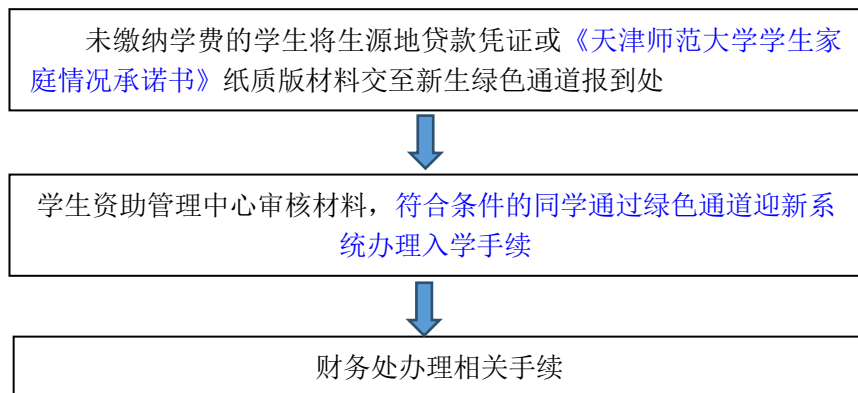 未缴纳学费的学生将生源地贷款凭证或《天津师范大学学生家
庭情况承诺书》纸质版材料交至新生绿色通道报到处
学生资助管理中心审核材料，符合条件的同学通过绿色通道迎新系
统办理入学手续
财务处办理相关手续